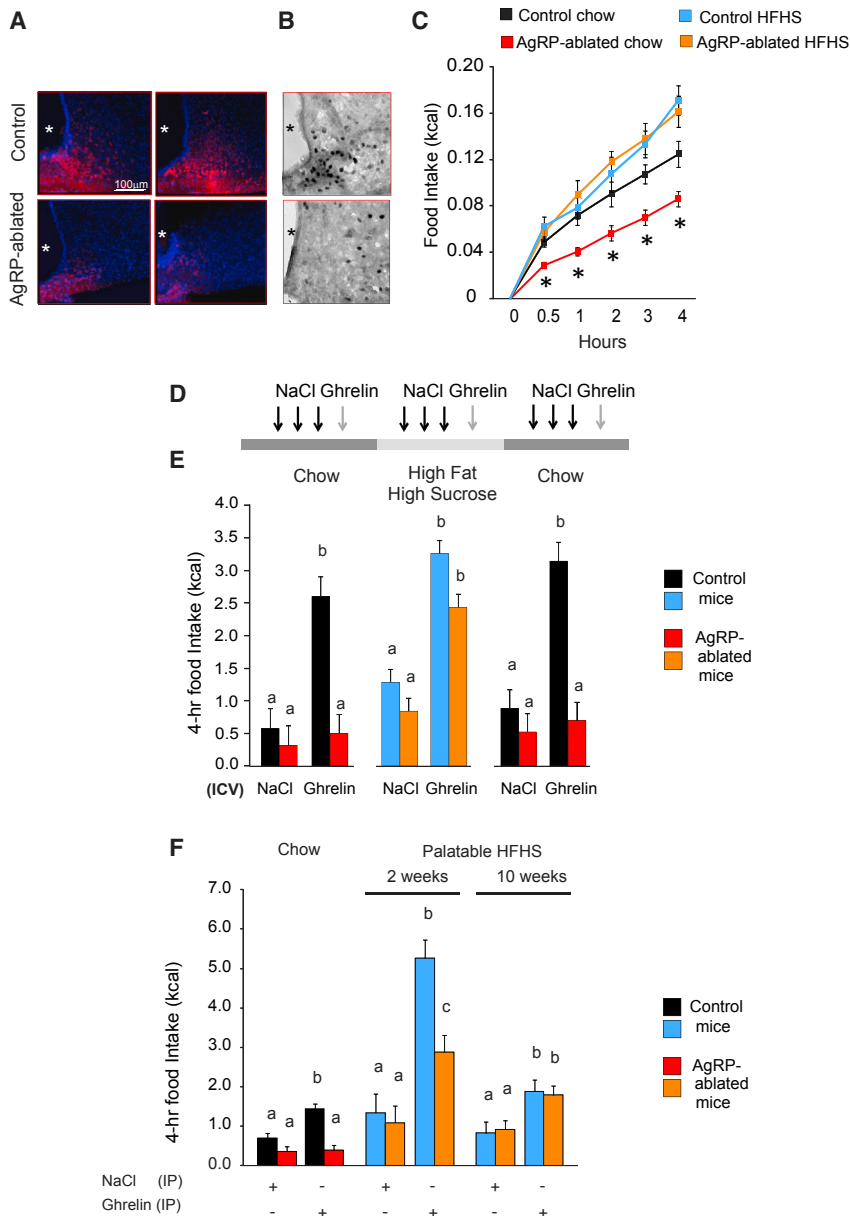 A
B
C
Control chow
Control HFHS
AgRP-ablated chow
AgRP-ablated HFHS
Control
AgRP-ablated
*
*
*
*
*
*
100µm
Food Intake (kcal)
0.20
0.16
0.12
0.08
0.04
0
* * * * *
0 0.5 1 2 3 4
Hours
D
NaCl Ghrelin NaCl Ghrelin NaCl Ghrelin
E
Chow
High Fat
High Sucrose
Chow
4-hr food Intake (kcal)
4.0
3.5
3.0
2.5
2.0
1.5
1.0
0.5
0.0
a a b a
a a b b
a a b a
(ICV) NaCl Ghrelin NaCl Ghrelin NaCl Ghrelin
Control
mice
AgRP-
ablated
mice
F
Chow
Palatable HFHS
2 weeks
10 weeks
4-hr food Intake (kcal)
7.0
6.0
5.0
4.0
3.0
2.0
1.0
0.0
a a b a
a a b c
a a b b
Control
mice
AgRP-
ablated
mice
NaCl (IP) + - + - + -
Ghrelin (IP) - + - + - +